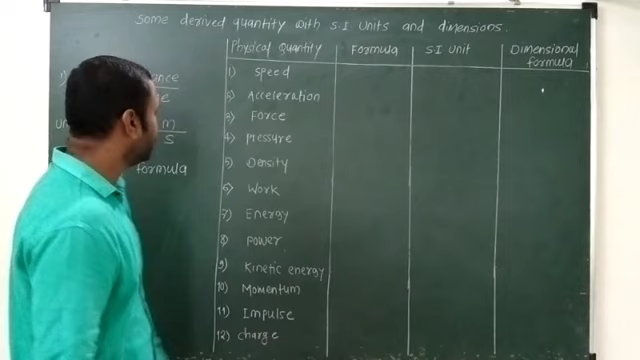 Some derived quantity with S.I Units and dimensions.
Physical Quantity Formula S.I Unit Dimensional formula
1) Speed
2) Acceleration
3) Force
4) Pressure
5) Density
6) Work
7) Energy
8) Power
9) Kinetic energy
10) Momentum
11) Impulse
12) Charge
1)
m
s
formula